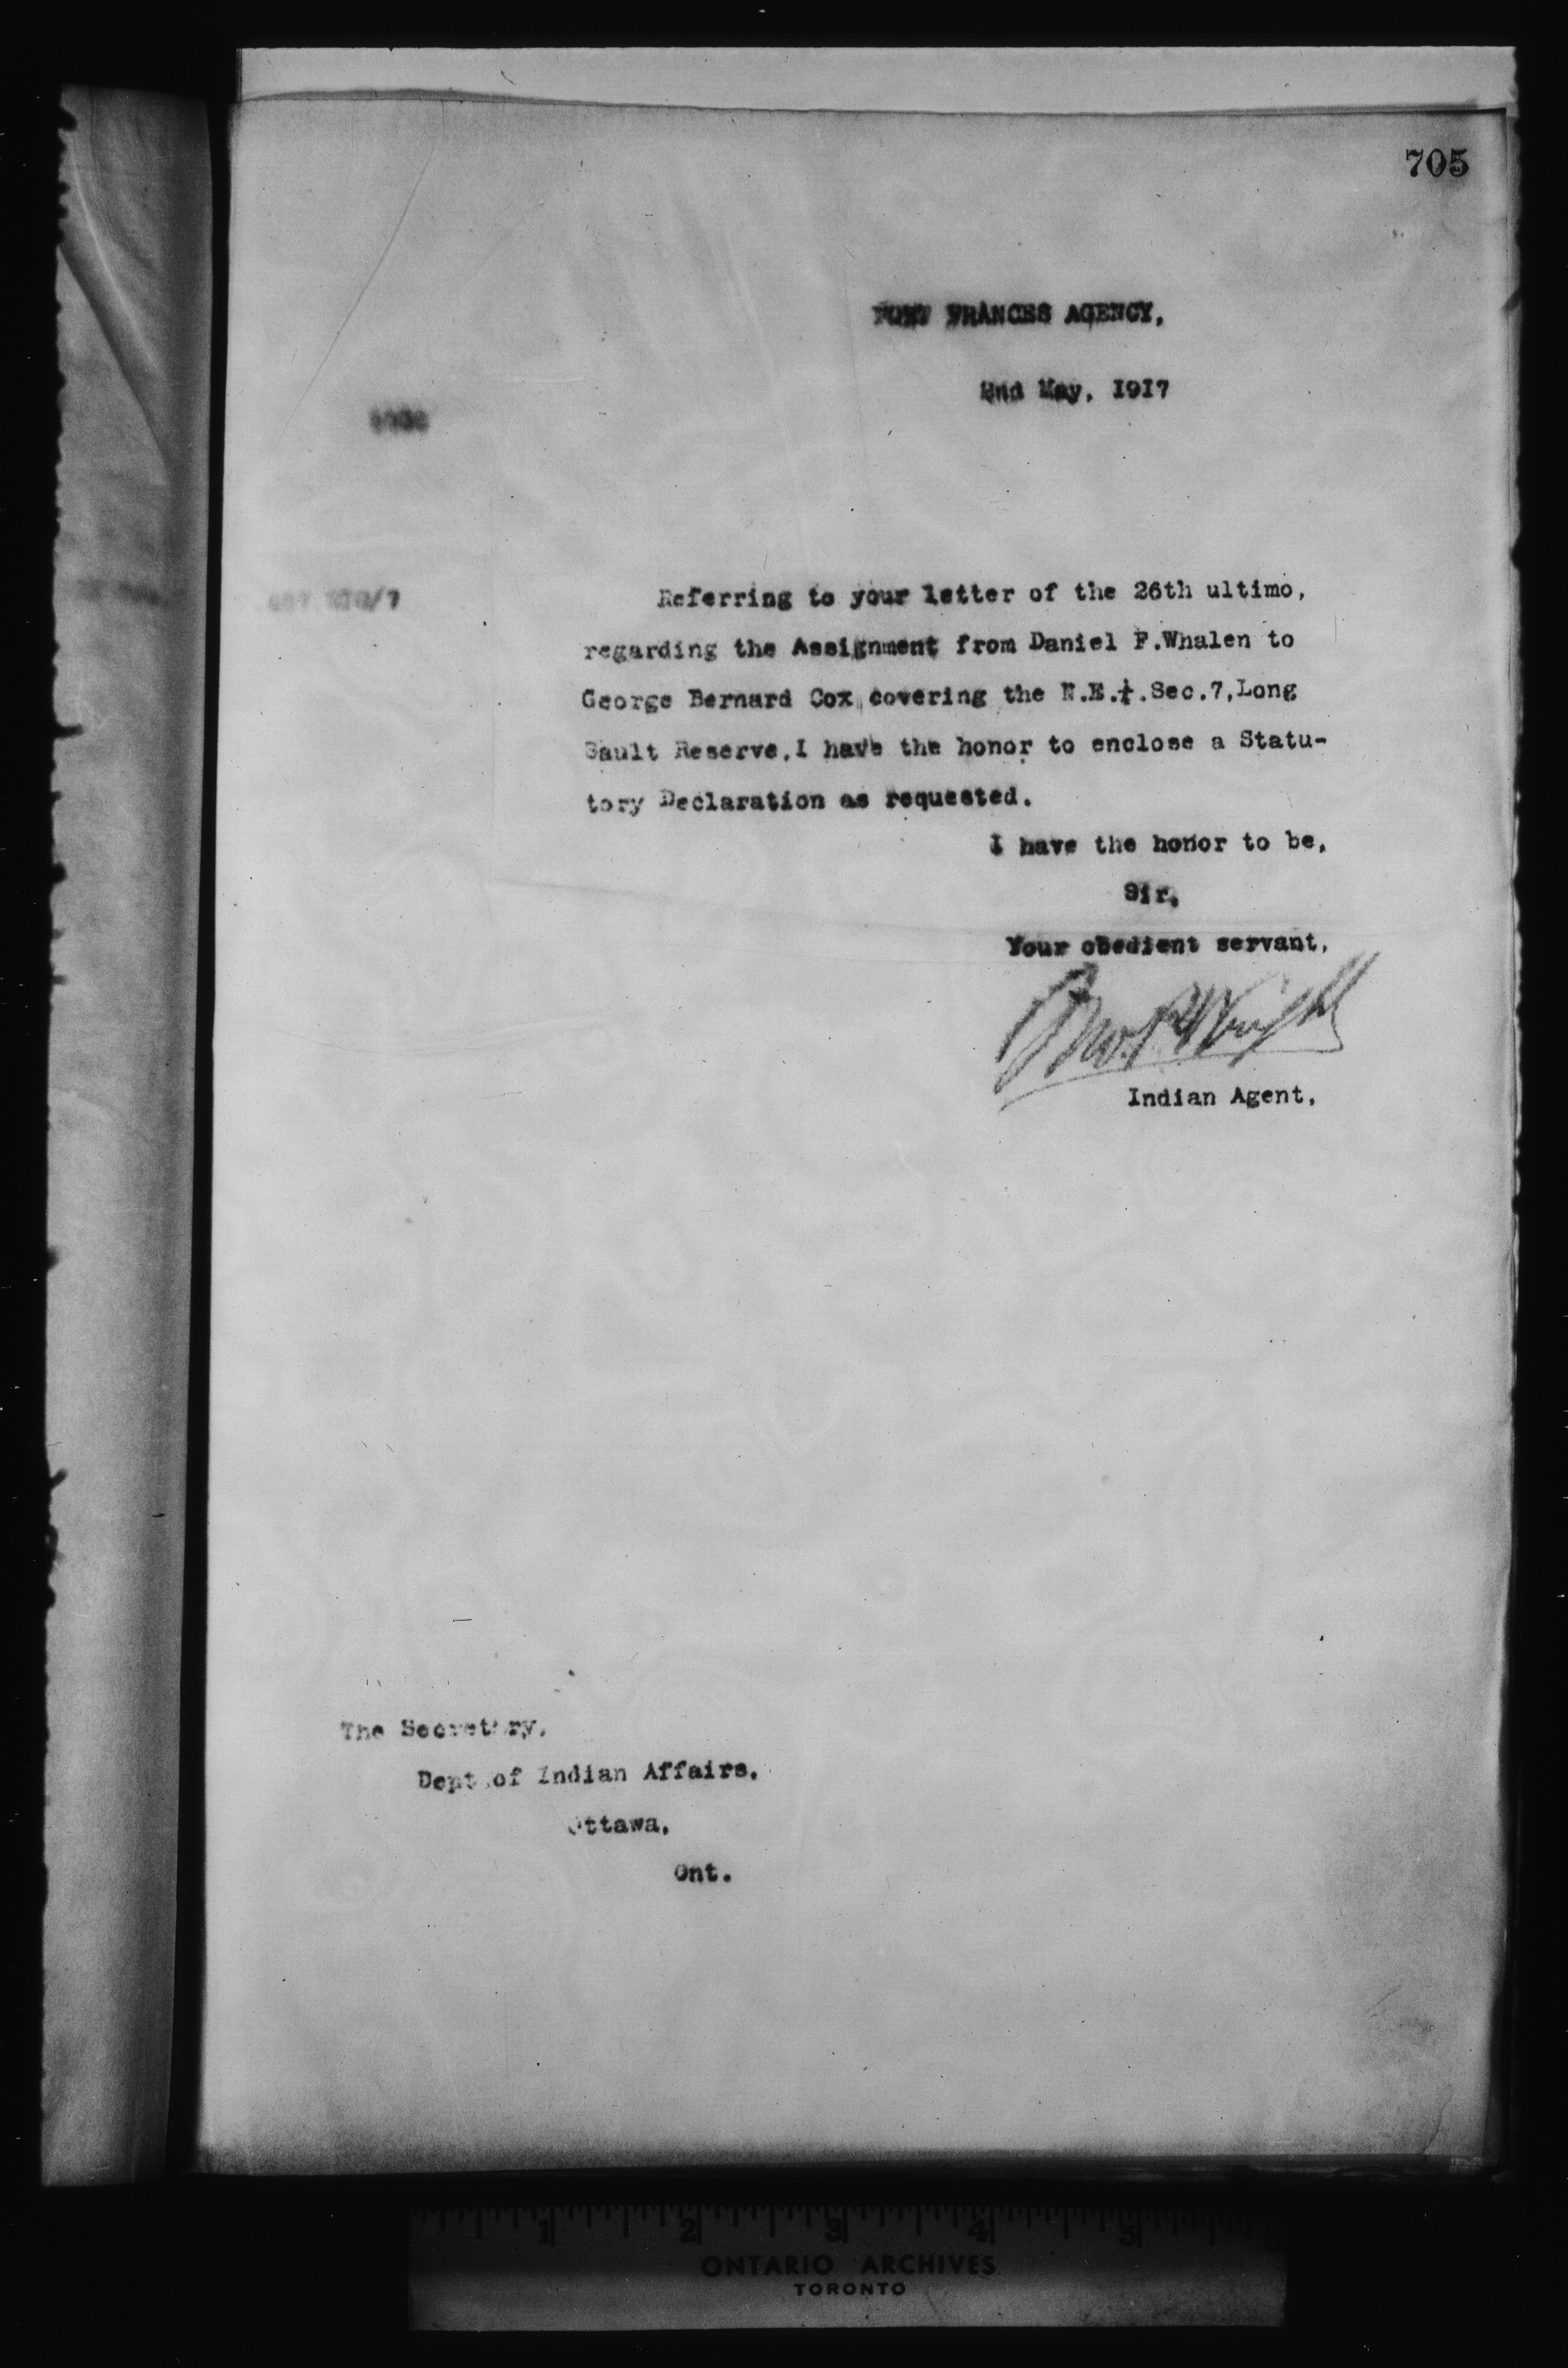 705
FORT FRANCES AGENCY,
2nd May, 1917
Referring to your letter of the 26th ultimo,
regarding the Assignment from Daniel F.Whalen to
George Bernard Cox covering the N.E.¼.Sec.7,Long
Sault Reserve,I have the honor to enclose a Statu-
tory Declaration as requested.
I have the honor to be,
Sir,
Your obedient servant,
Wright
Indian Agent,
The Secretary,
Dept.of Indian Affairs,
Ottawa,
Ont.
1 2 3 4 5
ONTARIO ARCHIVES
TORONTO